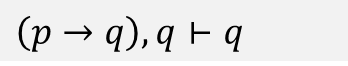 (p → q), q ⊢ q